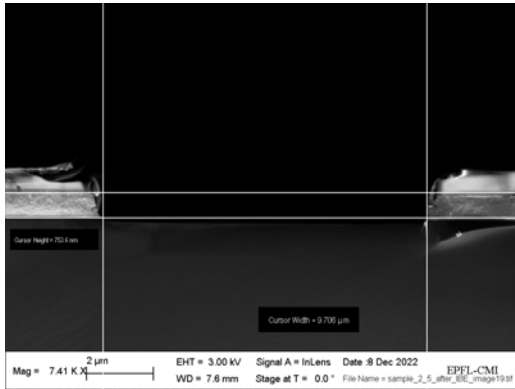 Cursor Height = 753.6 nm
Cursor Width = 9.706 µm
Mag = 7.41 K X
2 µm
EHT = 3.00 kV
Signal A = InLens
Date :8 Dec 2022
WD = 7.6 mm
Stage at T = 0.0 °
File Name = sample_2_5_after_IBE_image19.tif
EPFL-CMI